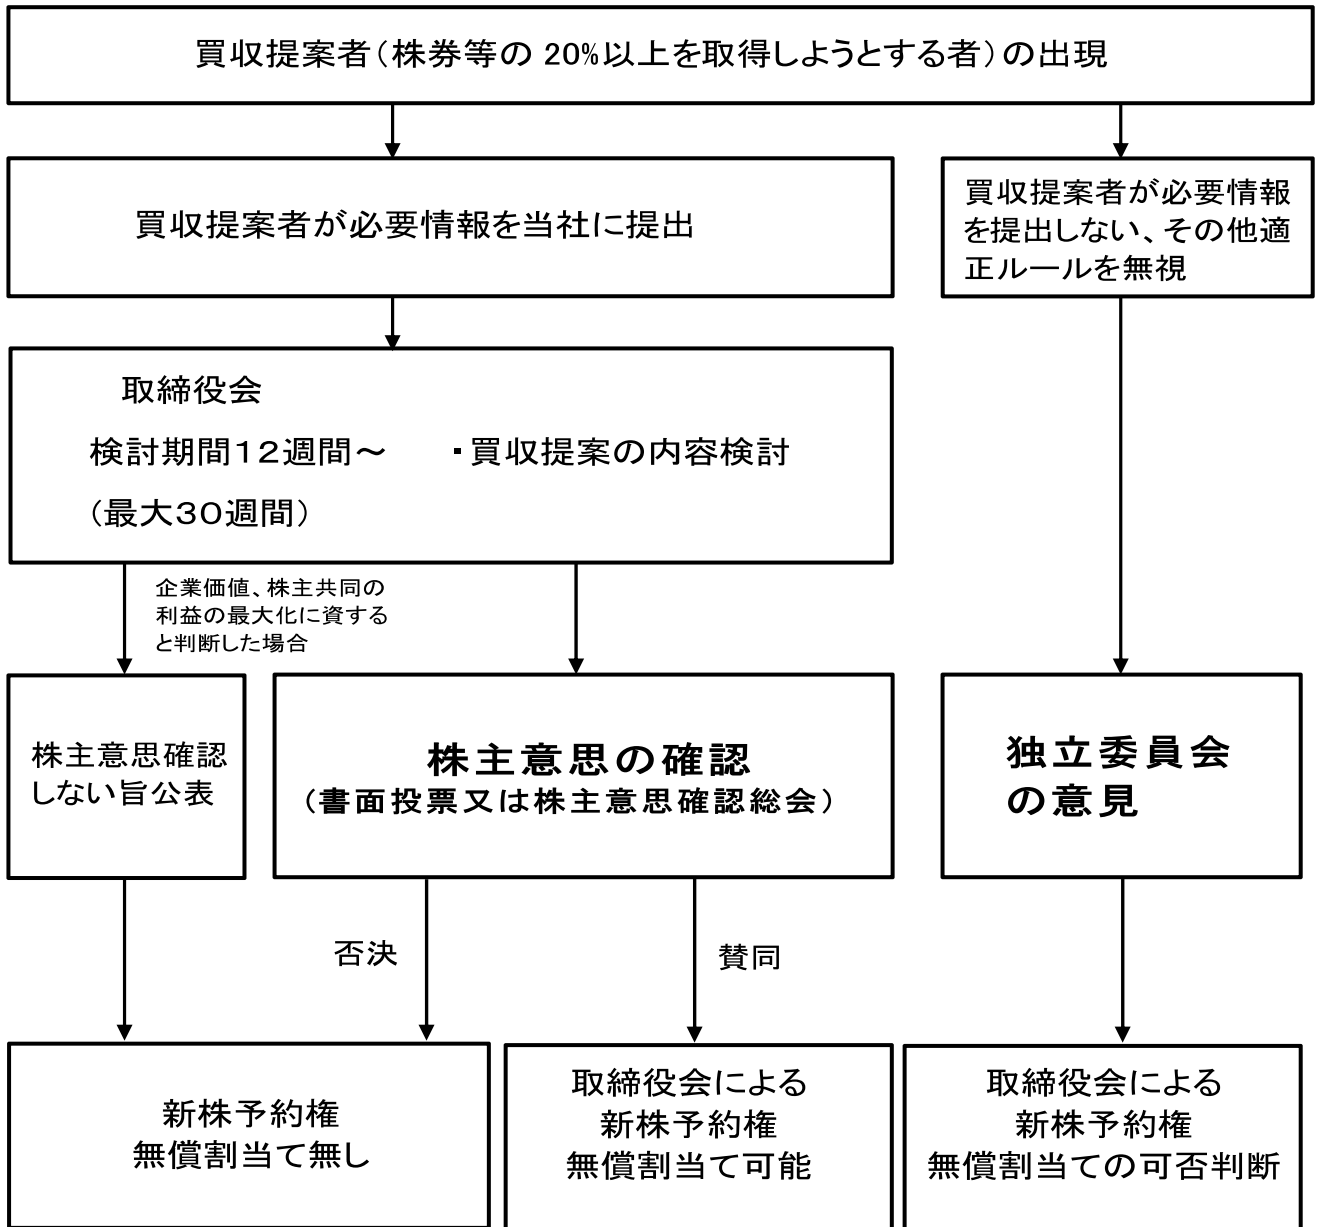 買収提案者（株券等の 20%以上を取得しようとする者）の出現
買収提案者が必要情報を当社に提出
買収提案者が必要情報
を提出しない、その他適
正ルールを無視
取締役会
検討期間１２週間～ ・買収提案の内容検討
（最大３０週間）
企業価値、株主共同の
利益の最大化に資する
と判断した場合
株主意思確認
しない旨公表
株主意思の確認
（書面投票又は株主意思確認総会）
独立委員会
の意見
否決
賛同
新株予約権
無償割当て無し
取締役会による
新株予約権
無償割当て可能
取締役会による
新株予約権
無償割当ての可否判断